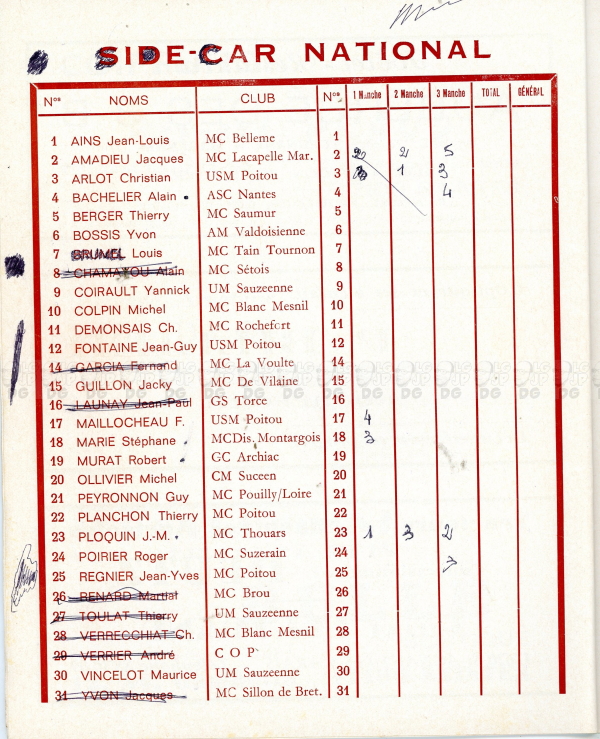 SIDE-CAR NATIONAL
Nos NOMS CLUB Nos 1 Manche 2 Manche 3 Manche TOTAL GÉNÉRAL
1 AINS Jean-Louis MC Belleme 1
2 AMADIEU Jacques MC Lacapelle Mar. 2 2 2 5
3 ARLOT Christian USM Poitou 3 1 3
4 BACHELIER Alain ASC Nantes 4 4
5 BERGER Thierry MC Saumur 5
6 BOSSIS Yvon AM Valdoisienne 6
7 BRUMEL Louis MC Tain Tournon 7
8 CHAMAYOU Alain MC Sétois 8
9 COIRAULT Yannick UM Sauzeenne 9
10 COLPIN Michel MC Blanc Mesnil 10
11 DEMONSAIS Ch. MC Rochefort 11
12 FONTAINE Jean-Guy USM Poitou 12
14 GARCIA Fernand MC La Voulte 14
15 GUILLON Jacky MC De Vilaine 15
16 LAUNAY Jean-Paul GS Torce 16
17 MAILLOCHEAU F. USM Poitou 17 4
18 MARIE Stéphane MCDis. Montargois 18 3
19 MURAT Robert GC Archiac 19
20 OLLIVIER Michel CM Suceen 20
21 PEYRONNON Guy MC Pouilly/Loire 21
22 PLANCHON Thierry MC Poitou 22
23 PLOQUIN J.-M. MC Thouars 23 1 3 2
24 POIRIER Roger MC Suzerain 24
25 REGNIER Jean-Yves MC Poitou 25
26 RENARD Martial MC Brou 26
27 TOULAT Thierry UM Sauzeenne 27
28 VERRECCHIAT Ch. MC Blanc Mesnil 28
29 VERRIER André C O P 29
30 VINCELOT Maurice UM Sauzeenne 30
31 YVON Jacques MC Sillon de Bret. 31